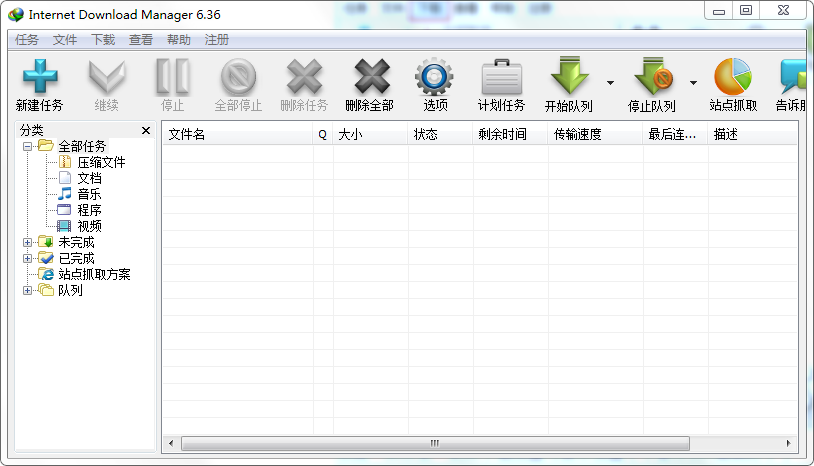 Internet Download Manager 6.36
任务 文件 下载 查看 帮助 注册
新建任务 继续 停止 全部停止 删除任务 删除全部 选项 计划任务 开始队列 停止队列 站点抓取 告诉
分类
文件名 Q 大小 状态 剩余时间 传输速度 最后连... 描述
全部任务
压缩文件
文档
音乐
程序
视频
未完成
已完成
站点抓取方案
队列